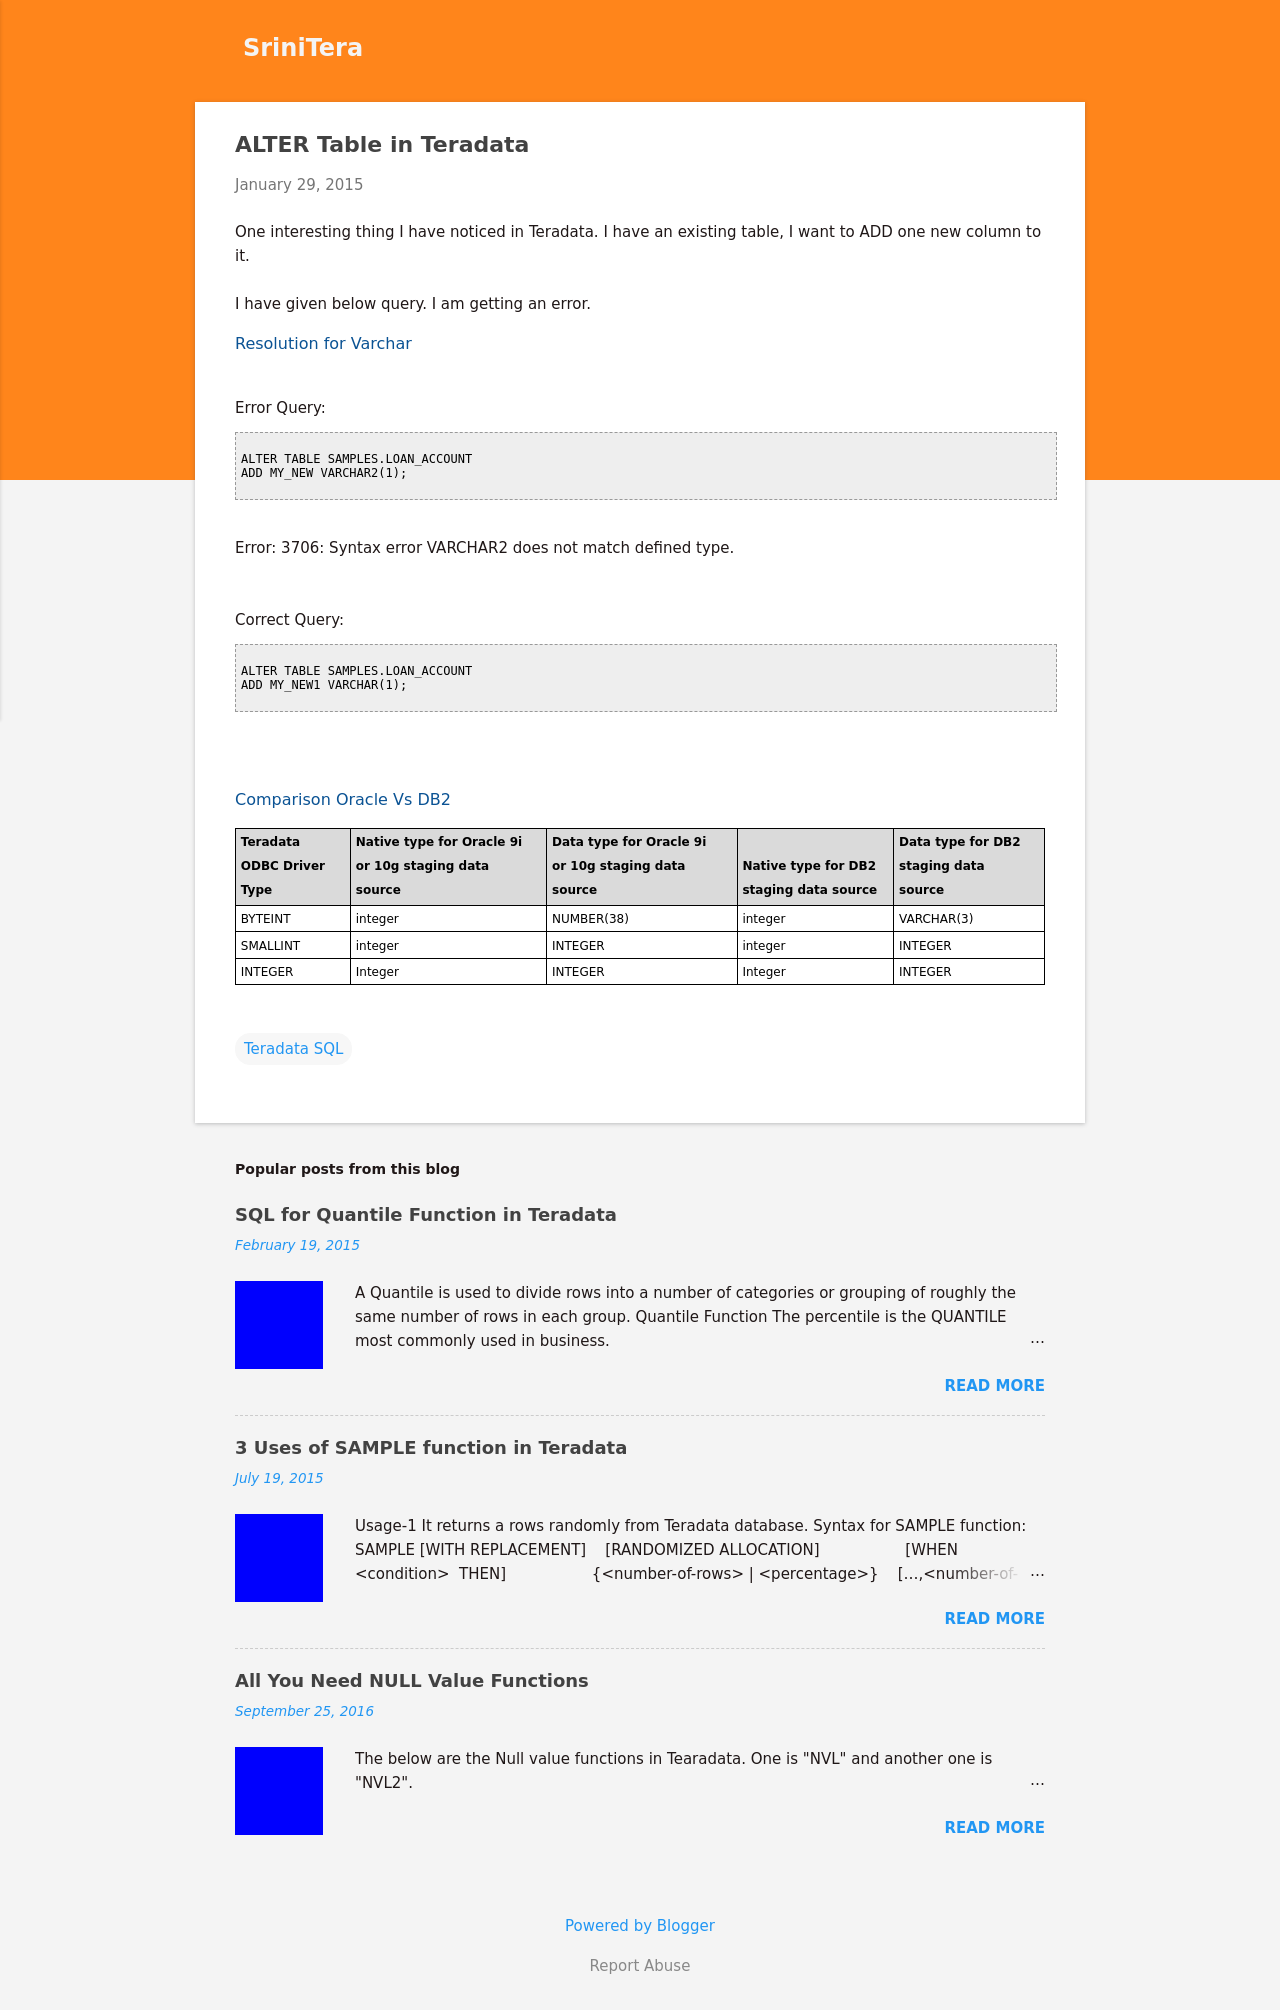 SriniTera
ALTER Table in Teradata
January 29, 2015
One interesting thing I have noticed in Teradata. I have an existing table, I want to ADD one new column to
it.
I have given below query. I am getting an error.
Resolution for Varchar
Error Query:
ALTER TABLE SAMPLES.LOAN_ACCOUNT
ADD MY_NEW VARCHAR2(1);
Error: 3706: Syntax error VARCHAR2 does not match defined type.
Correct Query:
ALTER TABLE SAMPLES.LOAN_ACCOUNT
ADD MY_NEW1 VARCHAR(1);
Comparison Oracle Vs DB2
Teradata ODBC Driver Type | Native type for Oracle 9i or 10g staging data source | Data type for Oracle 9i or 10g staging data source | Native type for DB2 staging data source | Data type for DB2 staging data source
BYTEINT | integer | NUMBER(38) | integer | VARCHAR(3)
SMALLINT | integer | INTEGER | integer | INTEGER
INTEGER | Integer | INTEGER | Integer | INTEGER
Teradata SQL
Popular posts from this blog
SQL for Quantile Function in Teradata
February 19, 2015
A Quantile is used to divide rows into a number of categories or grouping of roughly the
same number of rows in each group. Quantile Function The percentile is the QUANTILE
most commonly used in business. ...
READ MORE
3 Uses of SAMPLE function in Teradata
July 19, 2015
Usage-1 It returns a rows randomly from Teradata database. Syntax for SAMPLE function:
SAMPLE [WITH REPLACEMENT] [RANDOMIZED ALLOCATION] [WHEN
<condition> THEN] {<number-of-rows> | <percentage>} [...,<number-of- ...
READ MORE
All You Need NULL Value Functions
September 25, 2016
The below are the Null value functions in Tearadata. One is "NVL" and another one is
"NVL2". ...
READ MORE
Powered by Blogger
Report Abuse